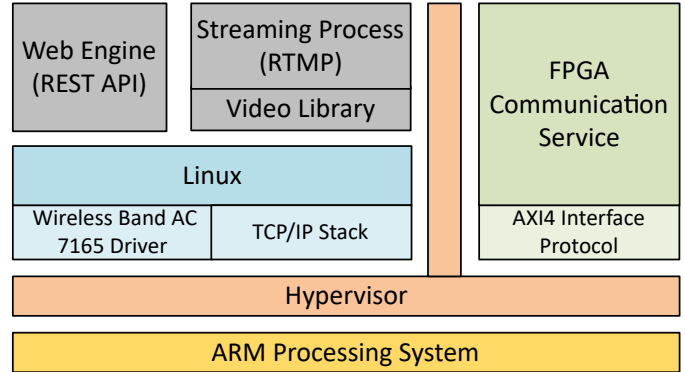 Web Engine
(REST API)
Streaming Process
(RTMP)
Video Library
FPGA
Communication
Service
Linux
Wireless Band AC
7165 Driver
TCP/IP Stack
AXI4 Interface
Protocol
Hypervisor
ARM Processing System